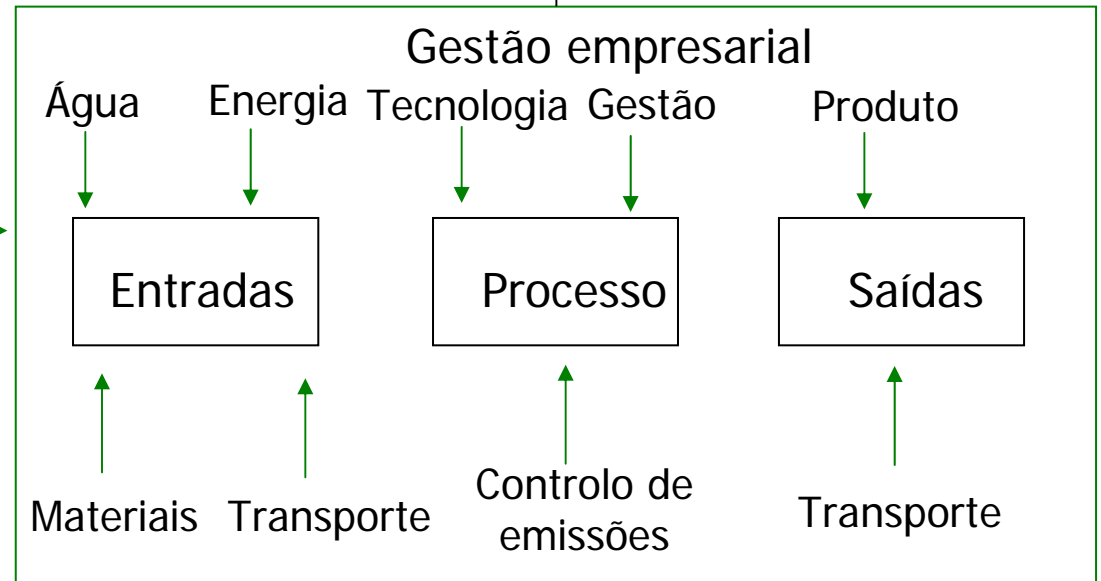 Gestão empresarial
Água Energia Tecnologia Gestão Produto
Entradas Processo Saídas
Materiais Transporte Controlo de Transporte
emissões